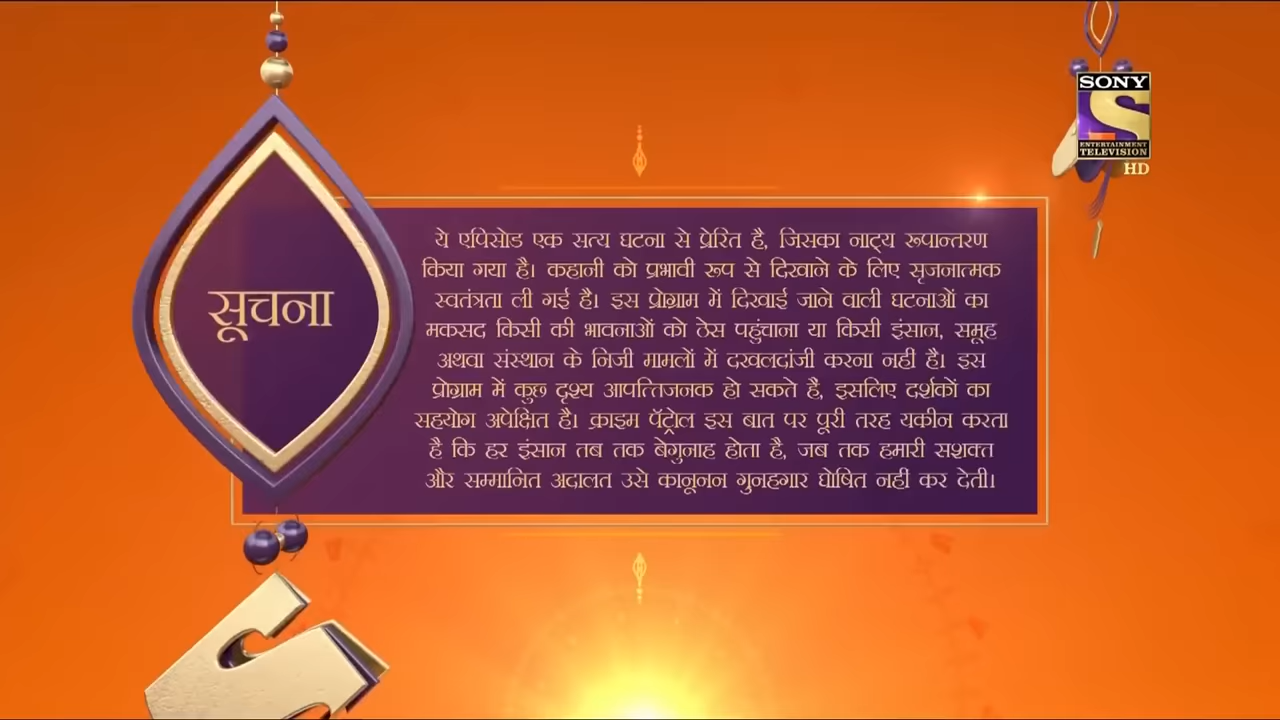 सूचना
ये एपिसोड एक सत्य घटना से प्रेरित है, जिसका नाट्य रूपान्तरण
किया गया है। कहानी को प्रभावी रूप से दिखाने के लिए सृजनात्मक
स्वतंत्रता ली गई है। इस प्रोग्राम में दिखाई जाने वाली घटनाओं का
मकसद किसी की भावनाओं को ठेस पहुंचाना या किसी इंसान, समूह
अथवा संस्थान के निजी मामलों में दखलदांजी करना नहीं है। इस
प्रोग्राम में कुछ दृश्य आपत्तिजनक हो सकते हैं, इसलिए दर्शकों का
सहयोग अपेक्षित है। क्राइम पॅट्रोल इस बात पर पूरी तरह यकीन करता
है कि हर इंसान तब तक बेगुनाह होता है, जब तक हमारी सशक्त
और सम्मानित अदालत उसे कानूनन गुनहगार घोषित नहीं कर देती।
SONY
ENTERTAINMENT
TELEVISION
HD